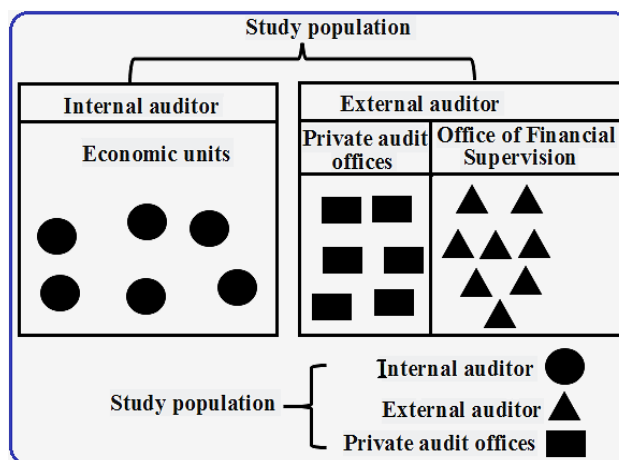 Study population
Internal auditor
External auditor
Economic units
Private audit
offices
Office of Financial
Supervision
Internal auditor
Study population
External auditor
Private audit offices